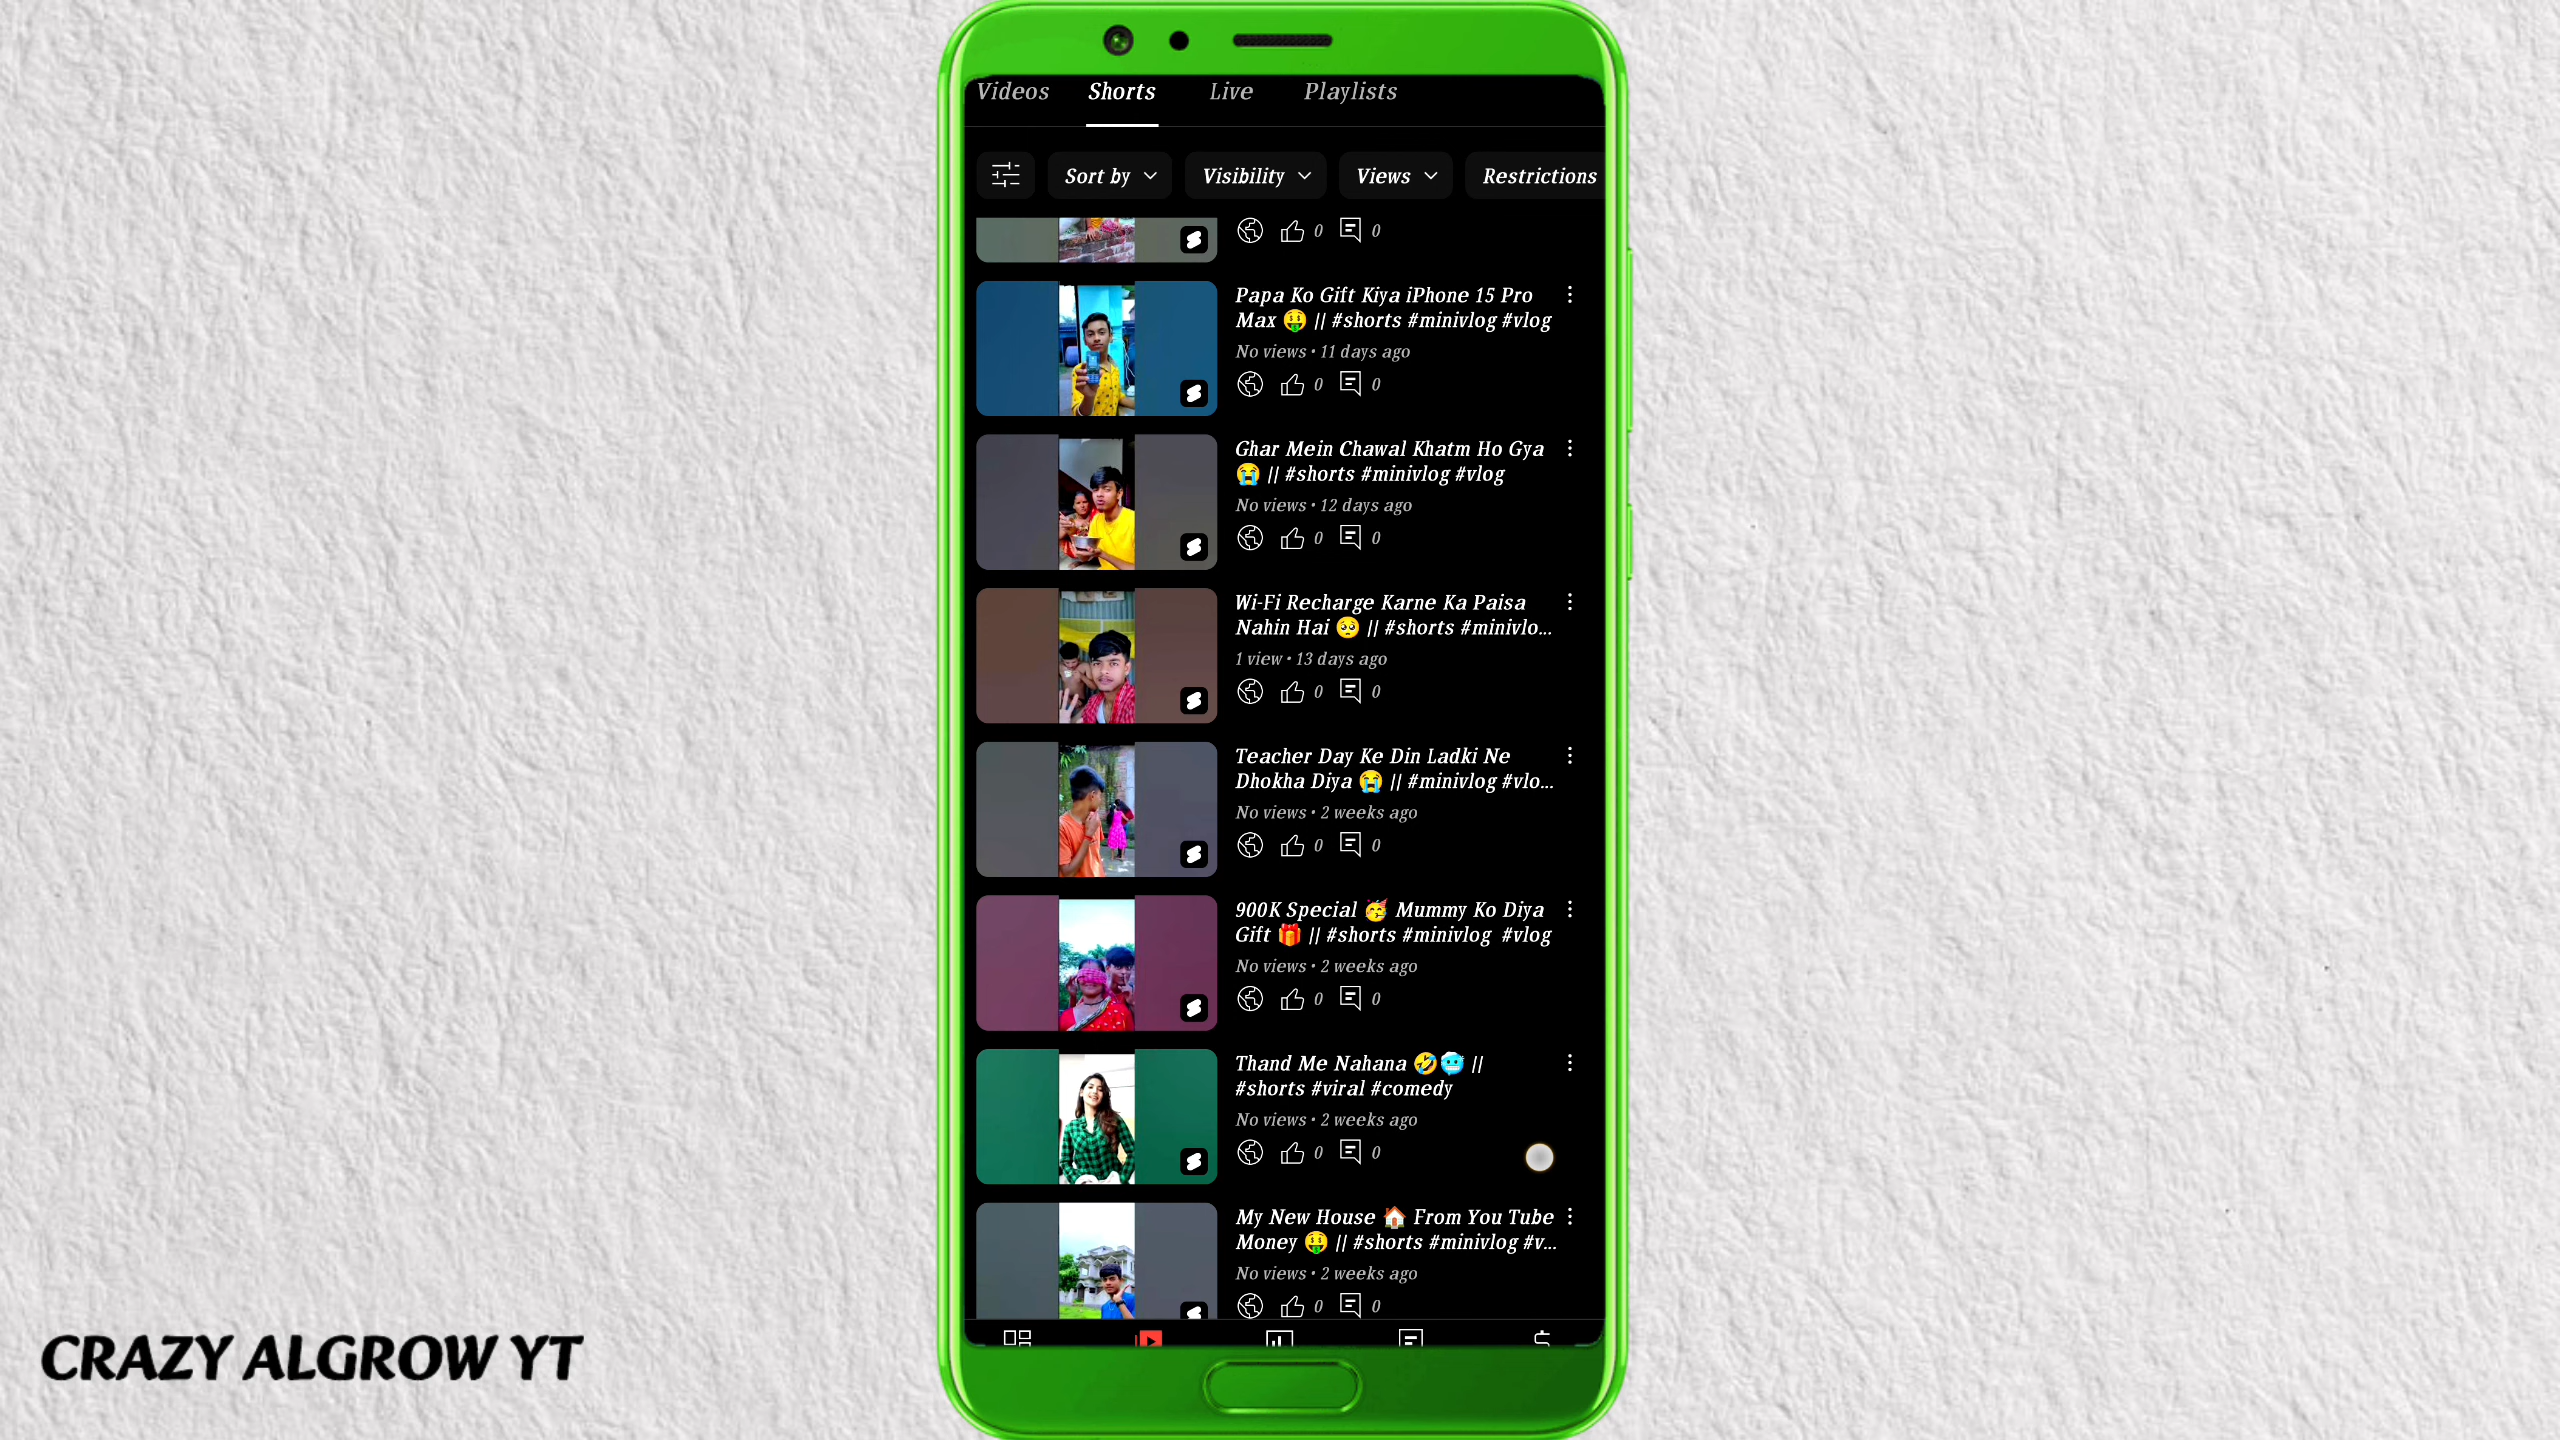 Videos Shorts Live Playlists
Sort by Visibility Views Restrictions
0 0
Papa Ko Gift Kiya iPhone 15 Pro
Max 🤑 || #shorts #minivlog #vlog
No views • 11 days ago
0 0
Ghar Mein Chawal Khatm Ho Gya
😭 || #shorts #minivlog #vlog
No views • 12 days ago
0 0
Wi-Fi Recharge Karne Ka Paisa
Nahin Hai 🥺 || #shorts #minivlo...
1 view • 13 days ago
0 0
Teacher Day Ke Din Ladki Ne
Dhokha Diya 😭 || #minivlog #vlo...
No views • 2 weeks ago
0 0
900K Special 🥳 Mummy Ko Diya
Gift 🎁 || #shorts #minivlog #vlog
No views • 2 weeks ago
0 0
Thand Me Nahana 🤣🥶 ||
#shorts #viral #comedy
No views • 2 weeks ago
0 0
My New House 🏠 From You Tube
Money 🤑 || #shorts #minivlog #v...
No views • 2 weeks ago
0 0
CRAZY ALGROW YT